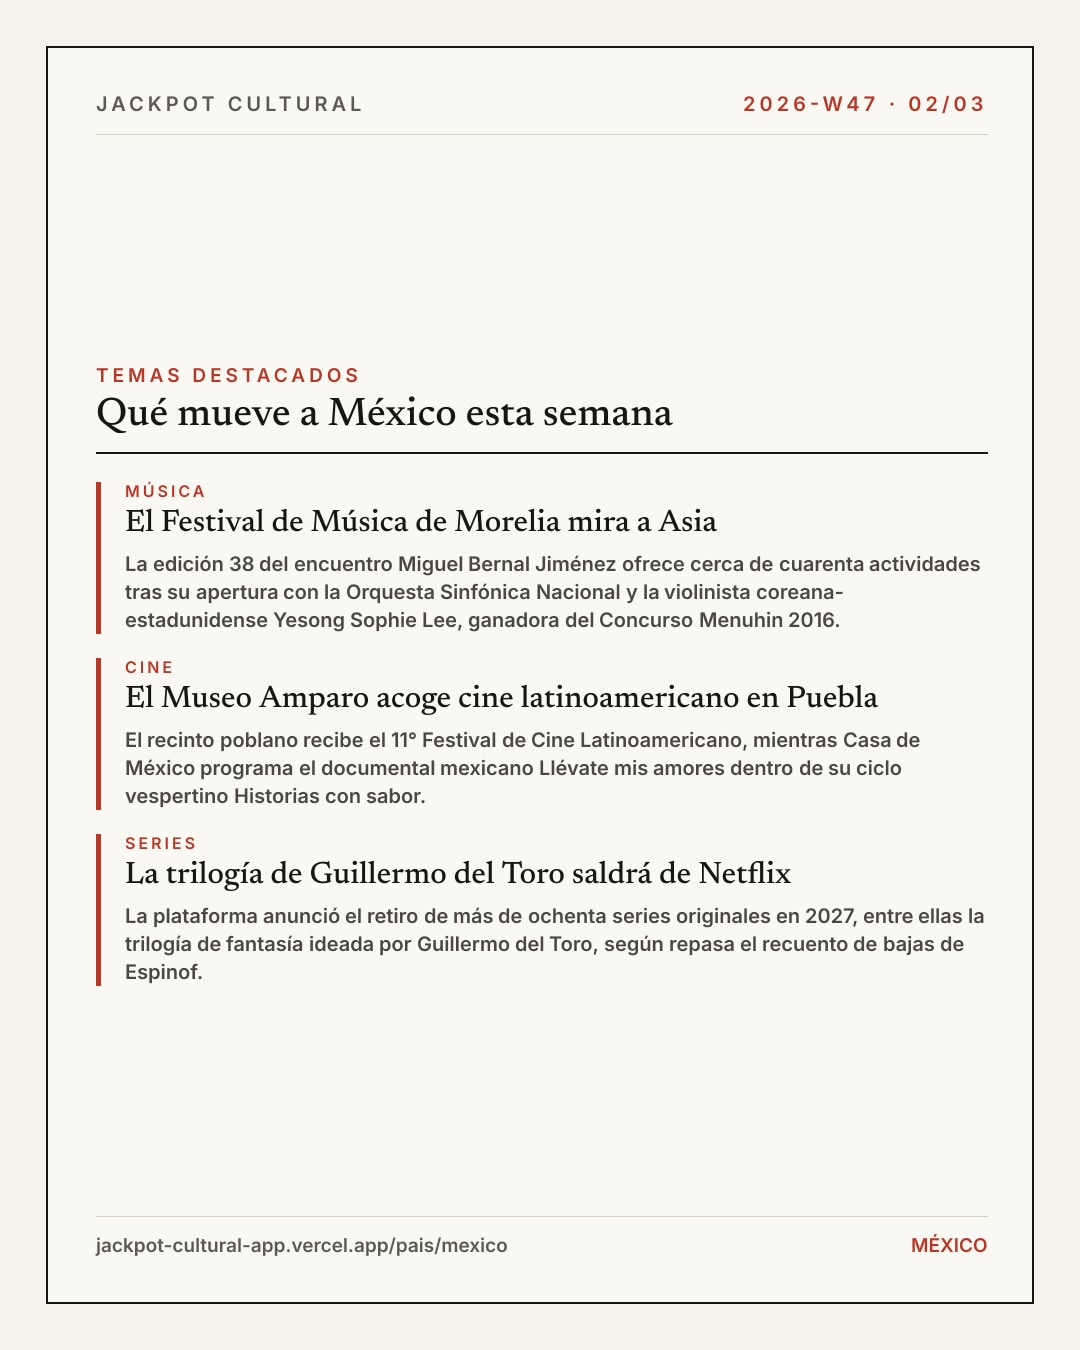 JACKPOT CULTURAL
2026-W47 · 02/03
TEMAS DESTACADOS
Qué mueve a México esta semana
MÚSICA
El Festival de Música de Morelia mira a Asia
La edición 38 del encuentro Miguel Bernal Jiménez ofrece cerca de cuarenta actividades
tras su apertura con la Orquesta Sinfónica Nacional y la violinista coreana-
estadunidense Yesong Sophie Lee, ganadora del Concurso Menuhin 2016.
CINE
El Museo Amparo acoge cine latinoamericano en Puebla
El recinto poblano recibe el 11° Festival de Cine Latinoamericano, mientras Casa de
México programa el documental mexicano Llévate mis amores dentro de su ciclo
vespertino Historias con sabor.
SERIES
La trilogía de Guillermo del Toro saldrá de Netflix
La plataforma anunció el retiro de más de ochenta series originales en 2027, entre ellas la
trilogía de fantasía ideada por Guillermo del Toro, según repasa el recuento de bajas de
Espinof.
jackpot-cultural-app.vercel.app/pais/mexico
MÉXICO